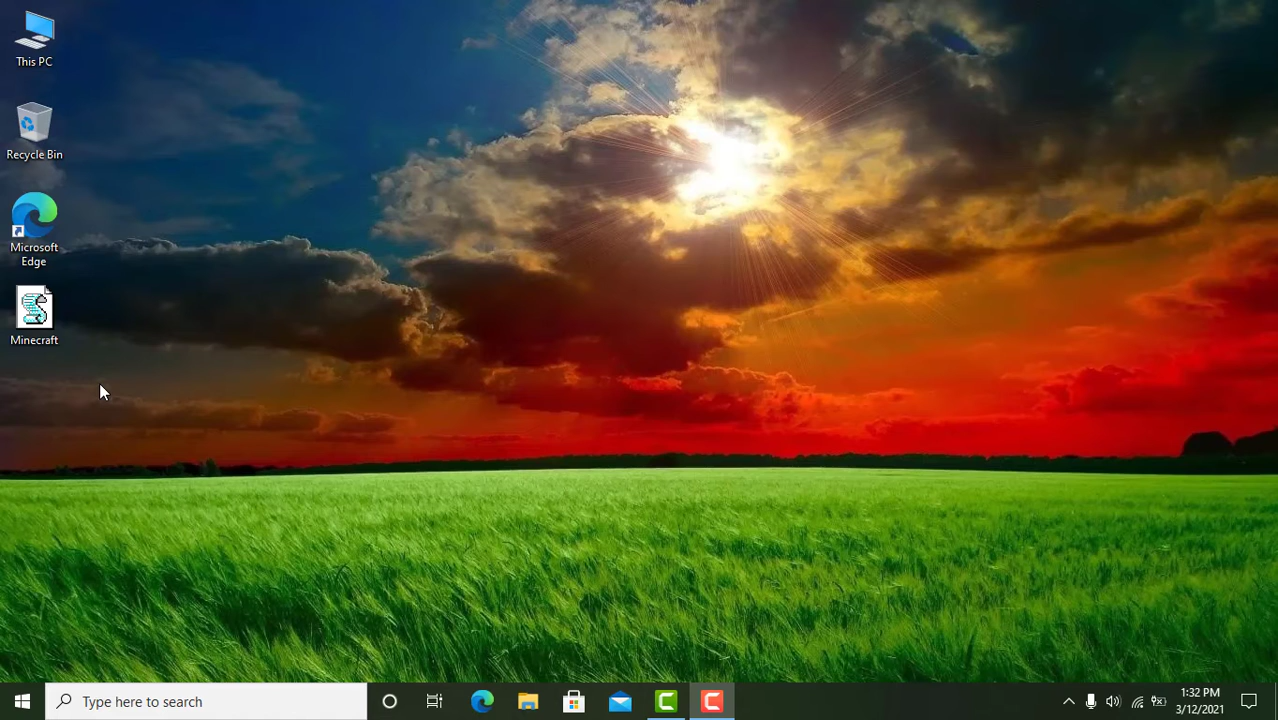 This PC
Recycle Bin
Microsoft
Edge
Minecraft
Type here to search
1:32 PM
3/12/2021